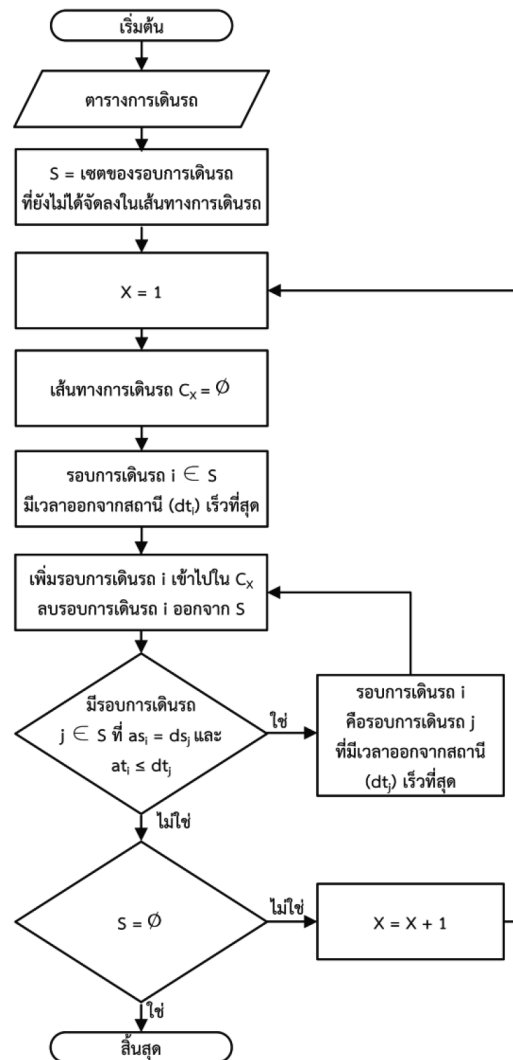 เริ่มต้น
ตารางการเดินรถ
S = เซตของรอบการเดินรถ
ที่ยังไม่ได้จัดลงในเส้นทางการเดินรถ
X = 1
เส้นทางการเดินรถ Cₓ = ∅
รอบการเดินรถ i ∈ S
มีเวลาออกจากสถานี (dtᵢ) เร็วที่สุด
เพิ่มรอบการเดินรถ i เข้าไปใน Cₓ
ลบรอบการเดินรถ i ออกจาก S
มีรอบการเดินรถ
j ∈ S ที่ asᵢ = dsⱼ และ
atᵢ ≤ dtⱼ
ใช่
รอบการเดินรถ i
คือรอบการเดินรถ j
ที่มีเวลาออกจากสถานี
(dtⱼ) เร็วที่สุด
ไม่ใช่
S = ∅
ไม่ใช่
X = X + 1
ใช่
สิ้นสุด